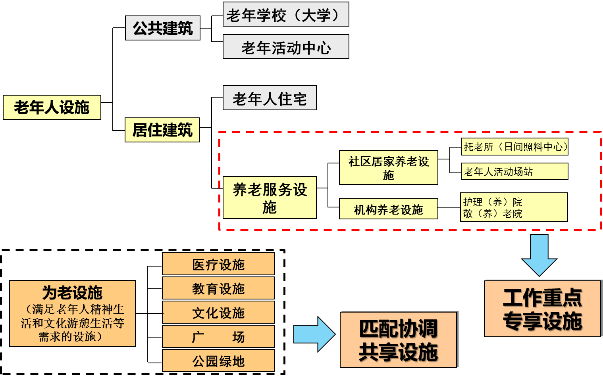 公共建筑
老年学校（大学）
老年活动中心
老年人设施
居住建筑
老年人住宅
养老服务设
施
社区居家养老设
施
托老所（日间照料中心）
老年人活动场站
机构养老设施
护理（养）院
敬（养）老院
为老设施
（满足老年人精神生
活和文化游憩生活等
需求的设施）
医疗设施
教育设施
文化设施
广 场
公园绿地
匹配协调
共享设施
工作重点
专享设施